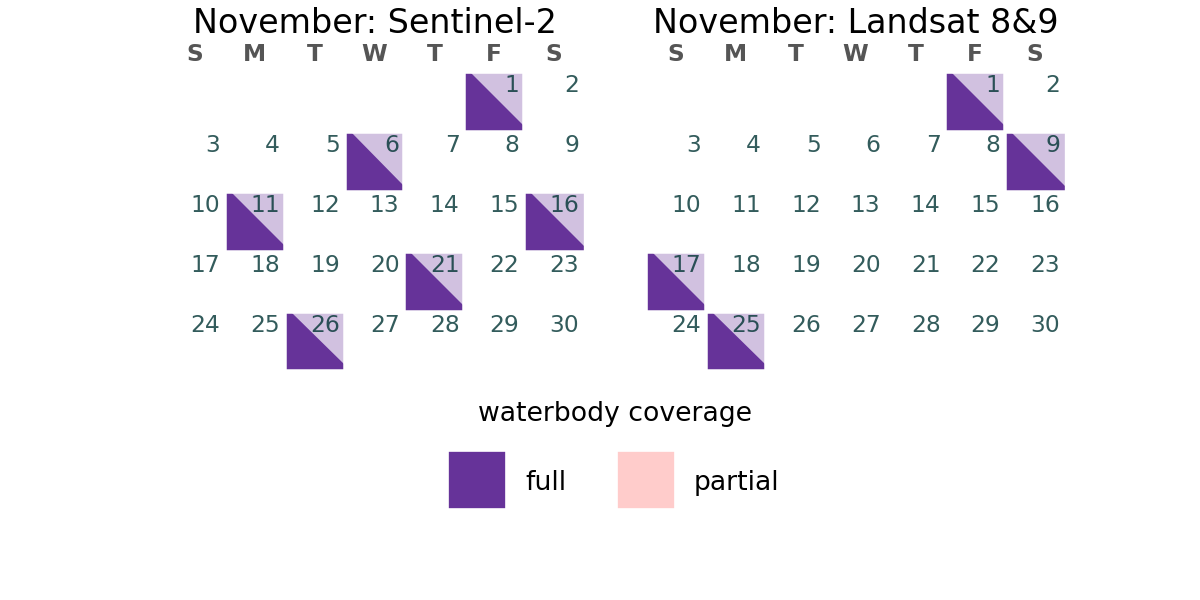 November: Sentinel-2
S M T W T F S
1 2
3 4 5 6 7 8 9
10 11 12 13 14 15 16
17 18 19 20 21 22 23
24 25 26 27 28 29 30
November: Landsat 8&9
S M T W T F S
1 2
3 4 5 6 7 8 9
10 11 12 13 14 15 16
17 18 19 20 21 22 23
24 25 26 27 28 29 30
waterbody coverage
full
partial